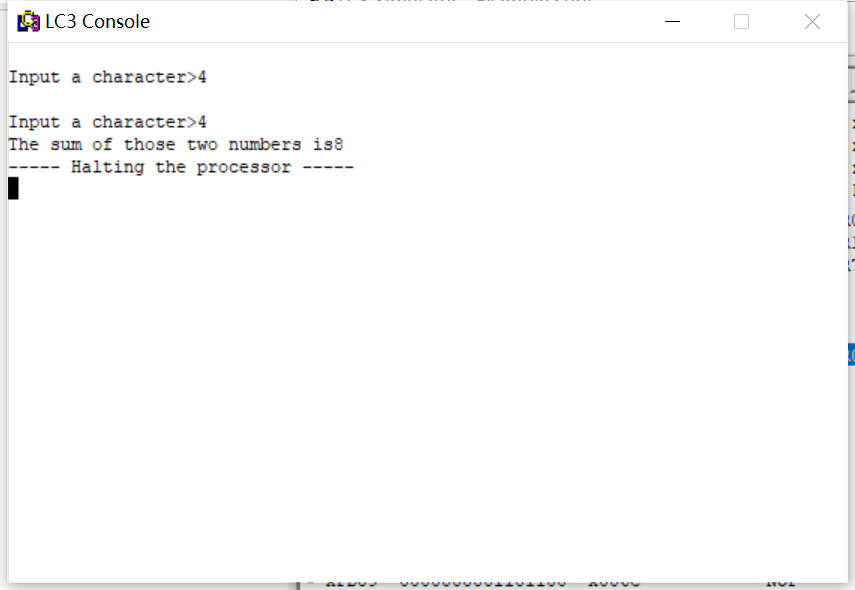 LC3 Console
Input a character>4
Input a character>4
The sum of those two numbers is8
----- Halting the processor -----